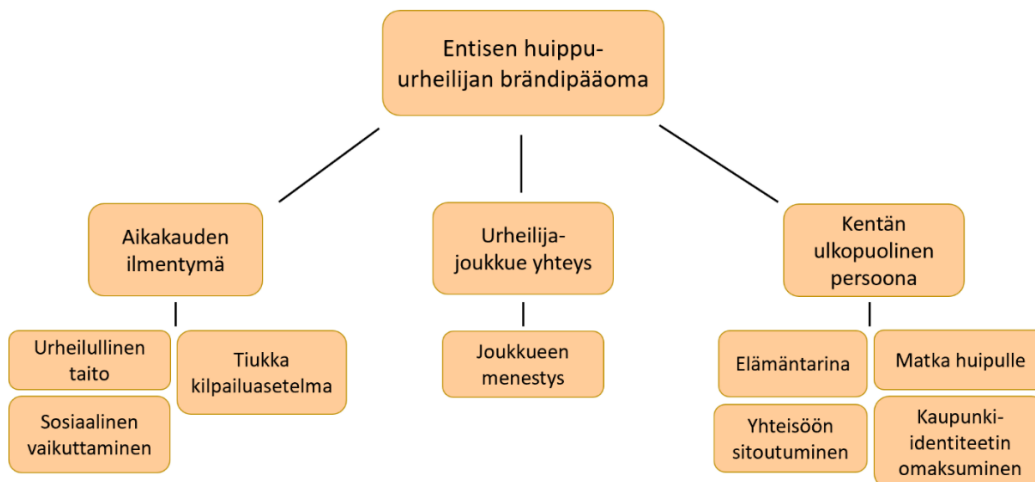 Entisen huippu-
urheilijan brändipääoma
Aikakauden
ilmentymä
Urheilija-
joukkue yhteys
Kentän
ulkopuolinen
persoona
Urheilullinen
taito
Tiukka
kilpailuasetelma
Sosiaalinen
vaikuttaminen
Joukkueen
menestys
Elämäntarina
Matka huipulle
Yhteisöön
sitoutuminen
Kaupunki-
identiteetin
omaksuminen